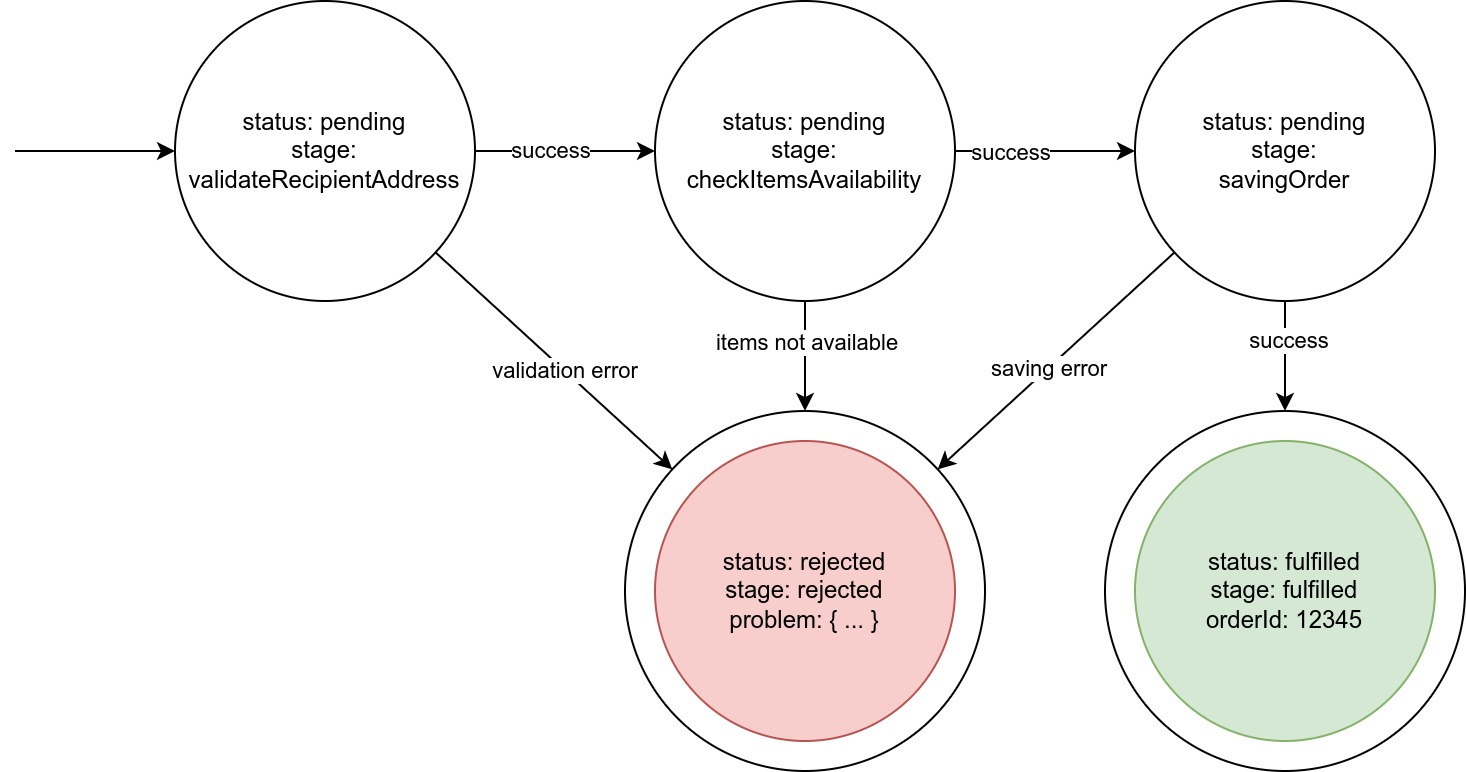 status: pending
stage:
validateRecipientAddress
success
status: pending
stage:
checkItemsAvailability
success
status: pending
stage:
savingOrder
validation error
items not available
saving error
success
status: rejected
stage: rejected
problem: { ... }
status: fulfilled
stage: fulfilled
orderId: 12345